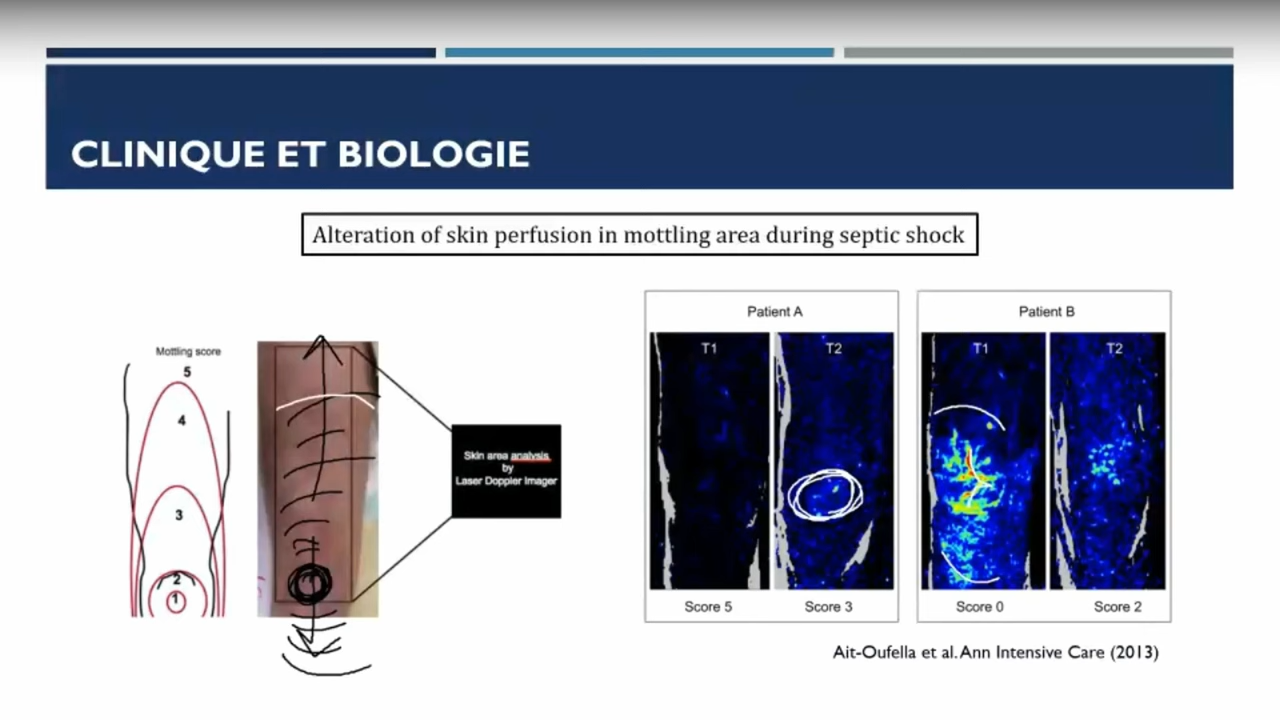 CLINIQUE ET BIOLOGIE
Alteration of skin perfusion in mottling area during septic shock
Mottling score
5
4
3
2
1
Skin area analysis
by
Laser Doppler Imager
Patient A
T1
T2
Score 5
Score 3
Patient B
T1
T2
Score 0
Score 2
Ait-Oufella et al. Ann Intensive Care (2013)